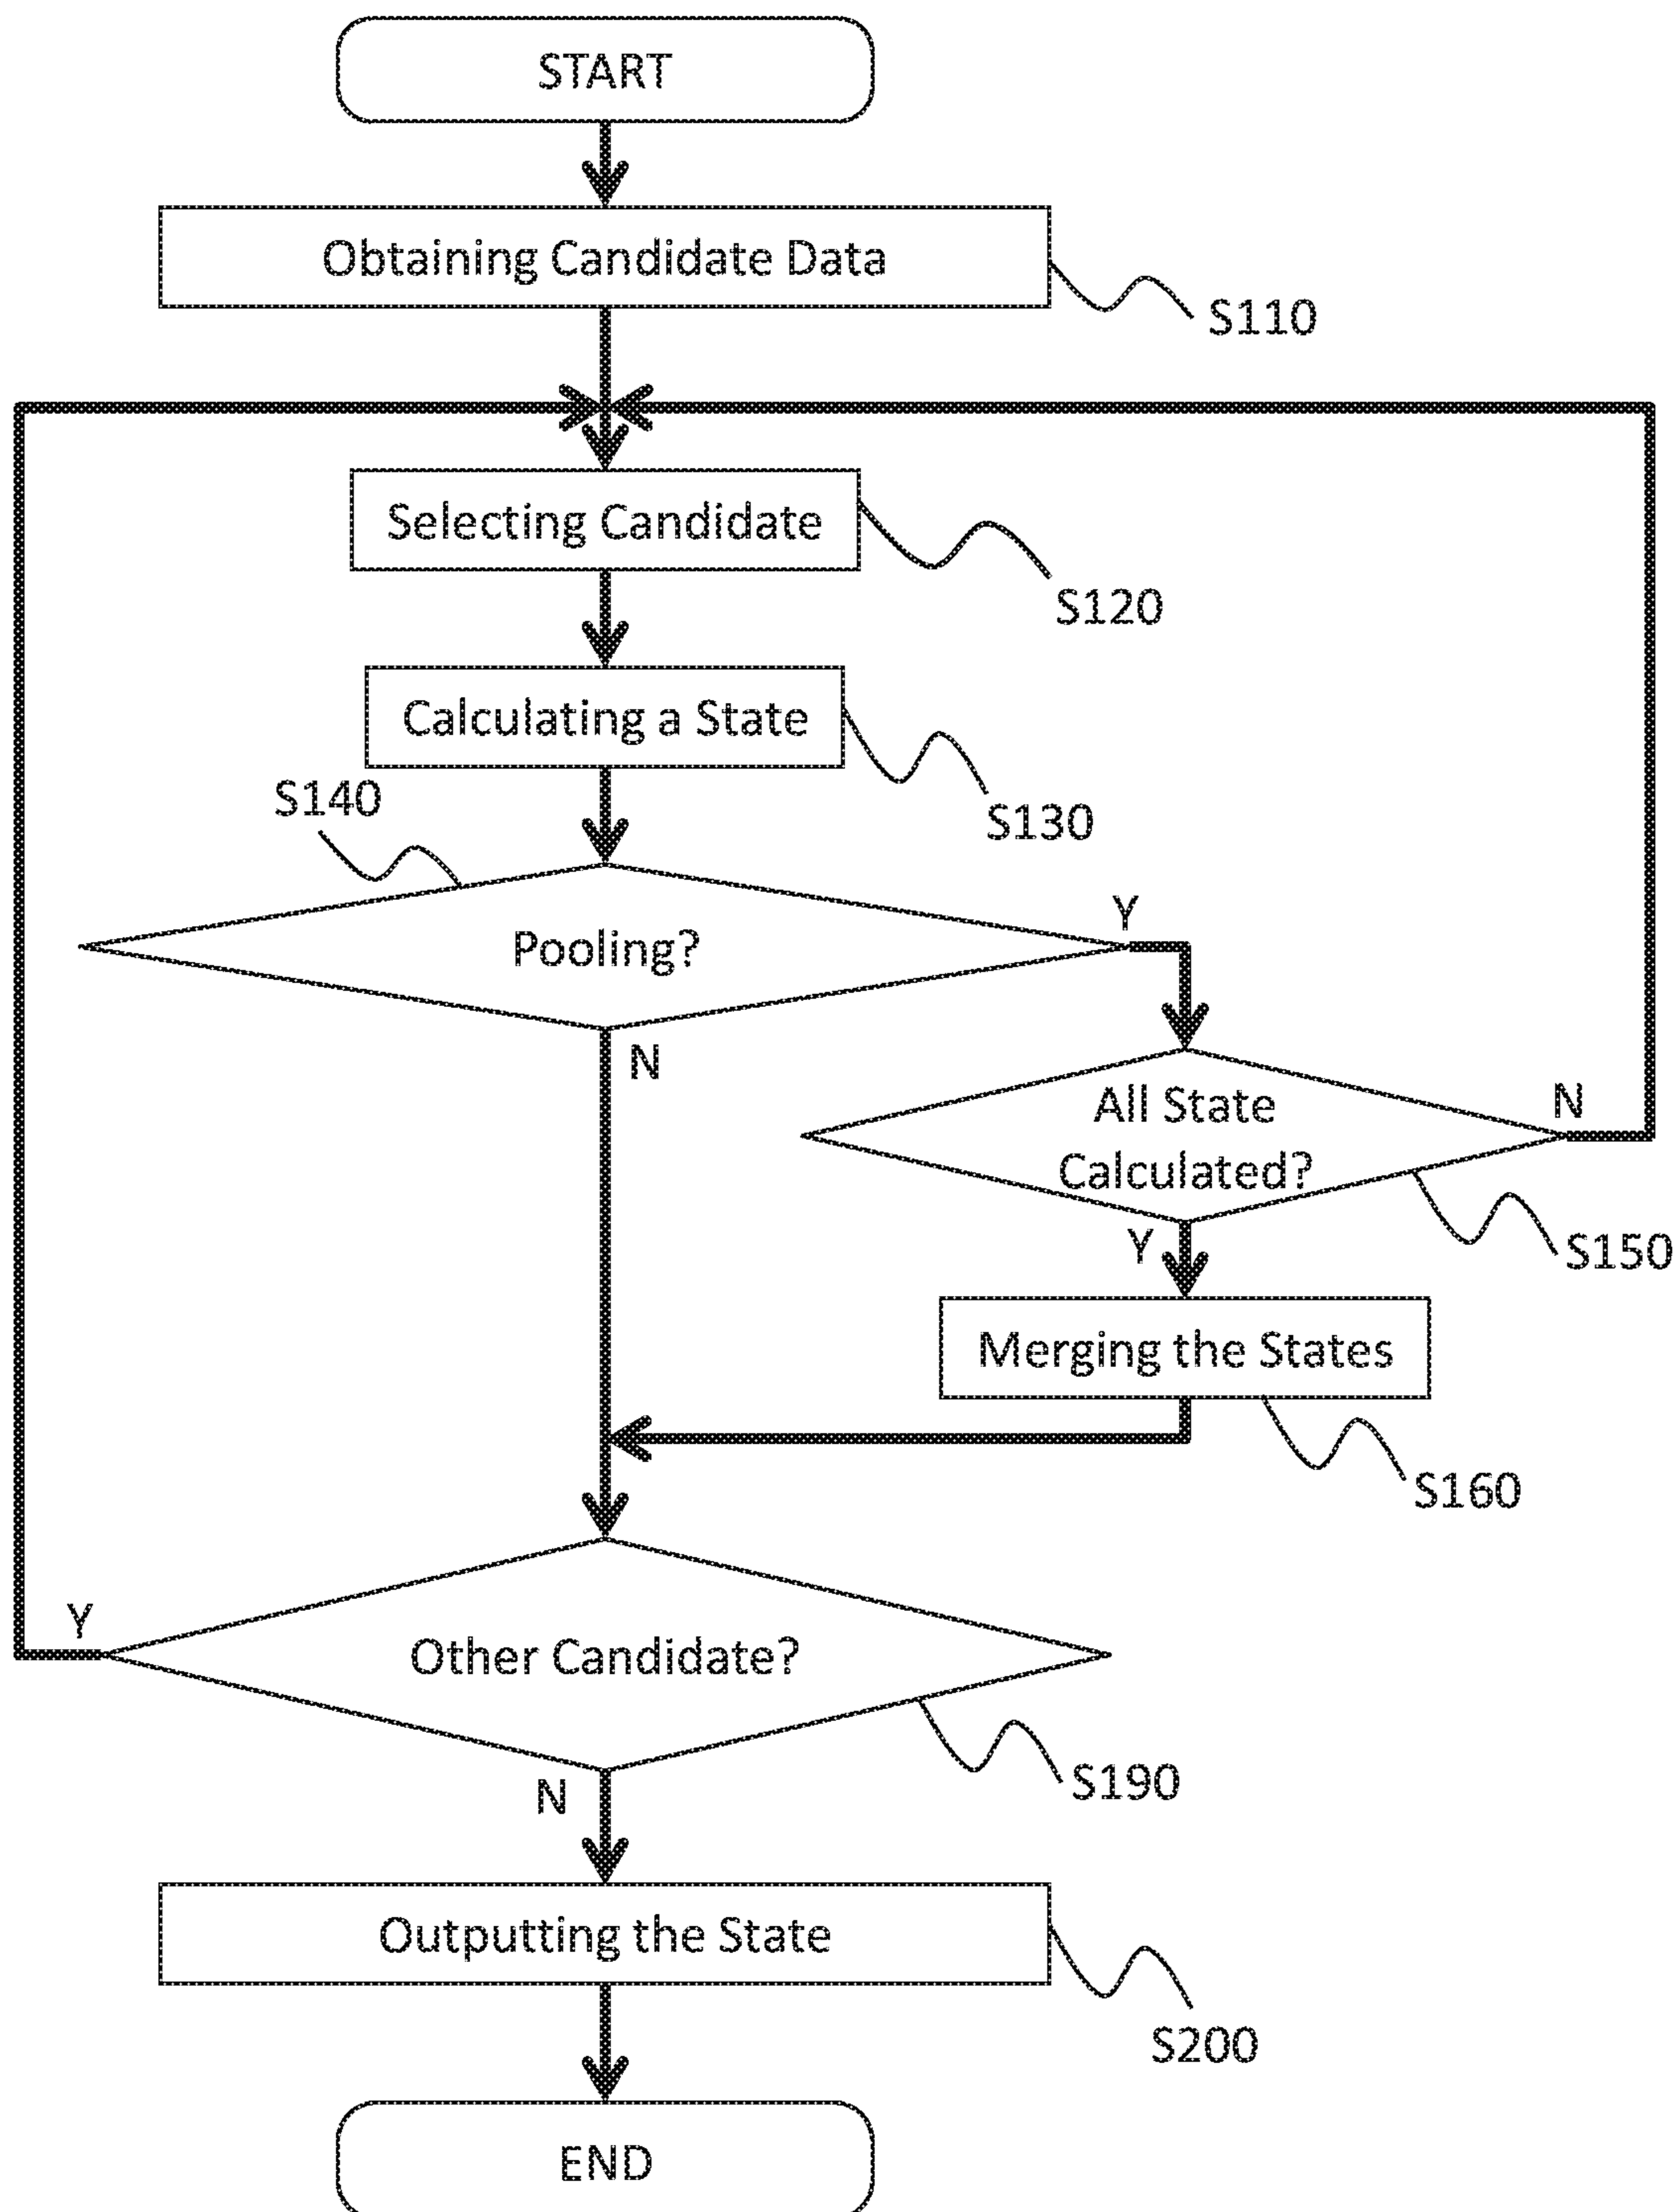 START
Obtaining Candidate Data
S110
Selecting Candidate
S120
Calculating a State
S130
S140
Pooling?
Y
N
All State
Calculated?
N
S150
Y
Merging the States
S160
Other Candidate?
Y
S190
N
Outputting the State
S200
END